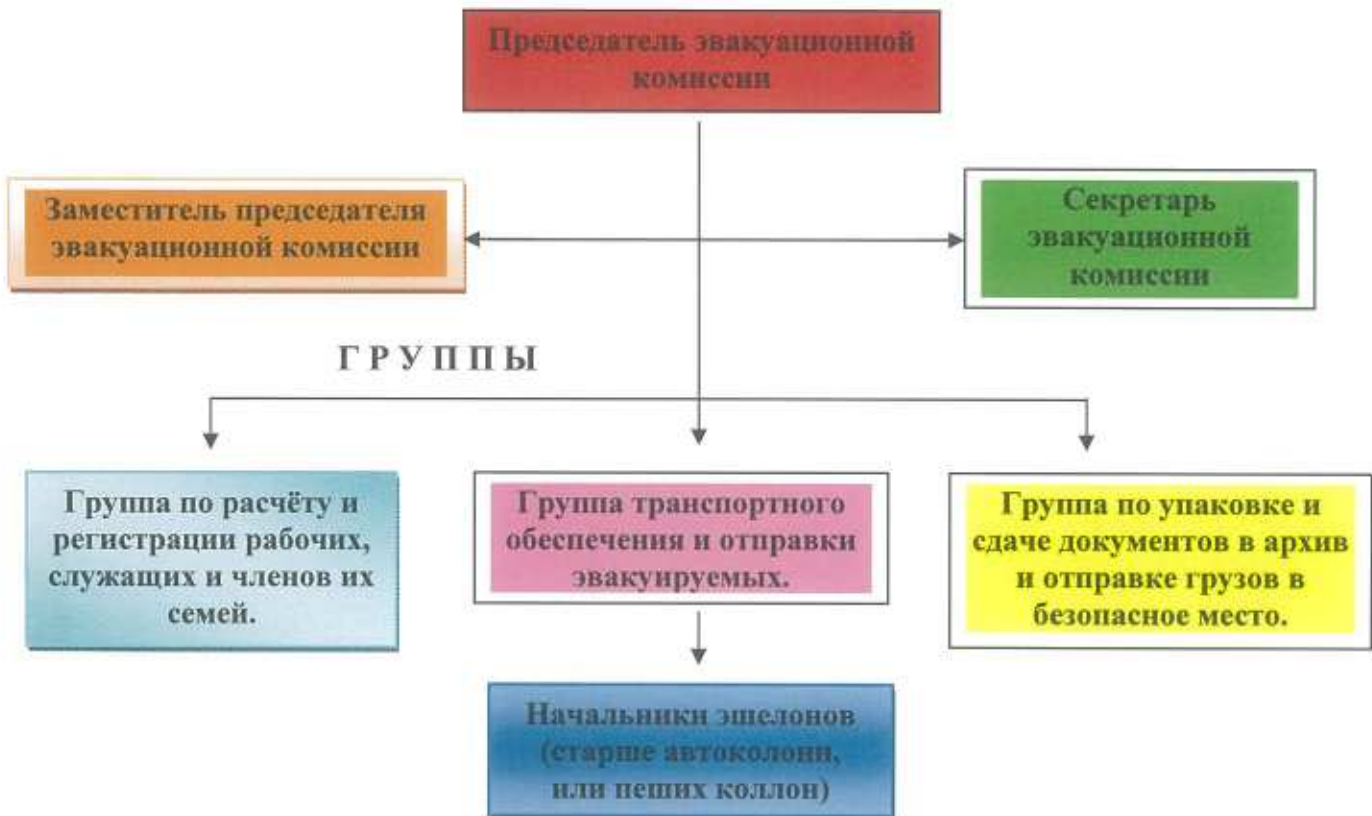 Председатель эвакуационной
комиссии
Заместитель председателя
эвакуационной комиссии
Секретарь
эвакуационной
комиссии
Г Р У П П Ы
Группа по расчёту и
регистрации рабочих,
служащих и членов их
семей.
Группа транспортного
обеспечения и отправки
эвакуируемых.
Группа по упаковке и
сдаче документов в архив
и отправке грузов в
безопасное место.
Начальники эшелонов
(старше автоколонн,
или пеших коллон)